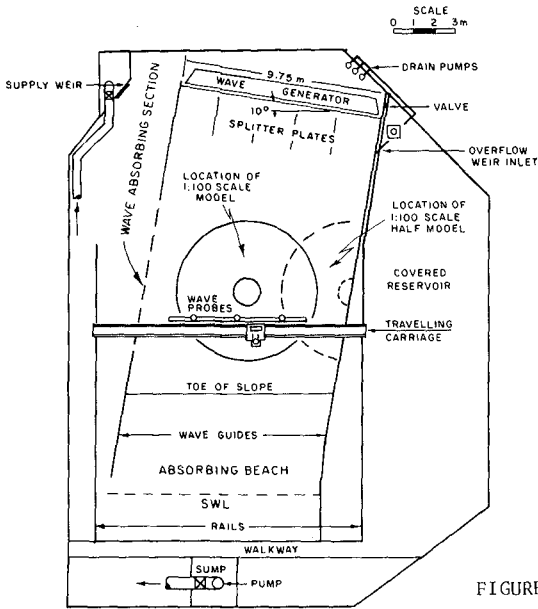 SCALE
0 1 2 3m
DRAIN PUMPS
9.75 m
SUPPLY WEIR
WAVE GENERATOR
VALVE
10°
SPLITTER PLATES
OVERFLOW
WEIR INLET
WAVE ABSORBING SECTION
LOCATION OF
1:100 SCALE
MODEL
LOCATION OF
1:100 SCALE
HALF MODEL
COVERED
RESERVOIR
WAVE
PROBES
TRAVELLING
CARRIAGE
TOE OF SLOPE
WAVE GUIDES
ABSORBING BEACH
SWL
RAILS
WALKWAY
SUMP
PUMP
FIGURE